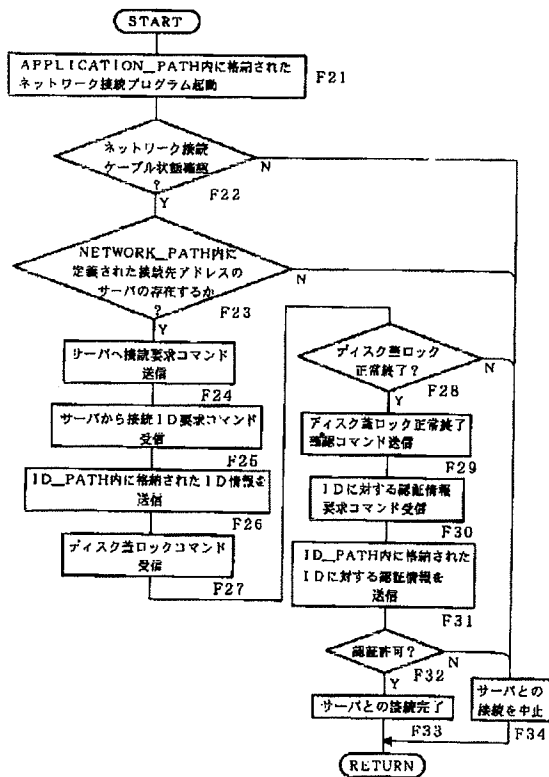 START
APPLICATION_PATH内に格納された
ネットワーク接続プログラム起動
F21
ネットワーク接続
ケーブル状態確認
?
N
Y
F22
NETWORK_PATH内に
定義された接続先アドレスの
サーバの存在するか
?
N
Y
F23
サーバへ接続要求コマンド
送信
F24
サーバから接続ID要求コマンド
受信
F25
ID_PATH内に格納されたID情報を
送信
F26
ディスク蓋ロックコマンド
受信
F27
ディスク蓋ロック
正常終了?
N
Y
F28
ディスク蓋ロック正常終了
確認コマンド送信
F29
IDに対する認証情報
要求コマンド受信
F30
ID_PATH内に格納された
IDに対する認証情報を
送信
F31
認証許可?
N
Y
F32
サーバとの接続完了
F33
サーバとの
接続を中止
F34
RETURN